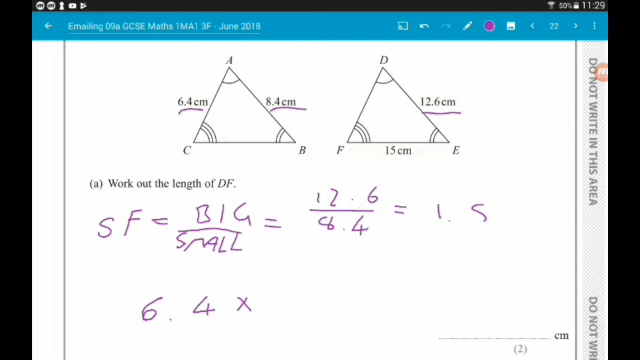 50% 11:29
Emailing 09a GCSE Maths 1MA1 3F - June 2018
22
A
D
6.4 cm
8.4 cm
12.6 cm
C
B
F
15 cm
E
(a) Work out the length of DF.
SF = BIG / SMALL = 12.6 / 8.4 = 1.5
6.4 ×
cm
(2)
DO NOT WRITE IN THIS AREA
DO NOT WR